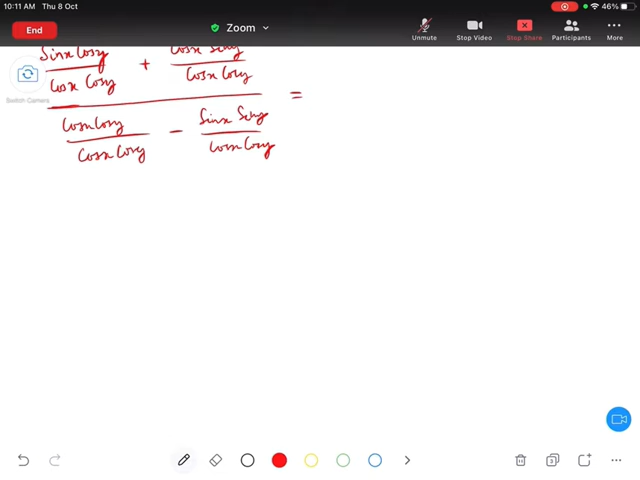 10:11 AM Thu 8 Oct
46%
End
Zoom
Unmute
Stop Video
Stop Share
Participants
More
Switch Camera
Sinx Cosy + Cosx Siny
Cosx Cosy Cosx Cosy
=
Cosx Cosy − Sinx Siny
Cosx Cosy Cosx Cosy
3